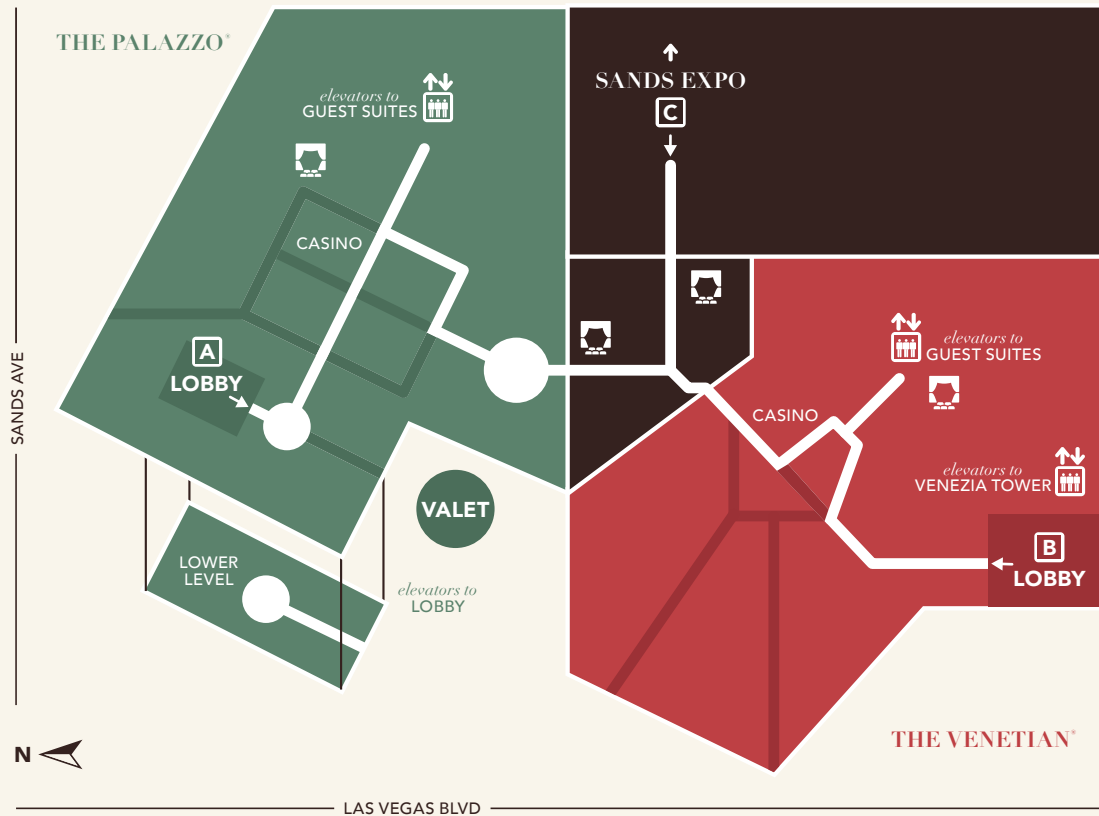 THE PALAZZO®
SANDS EXPO
C
elevators to
GUEST SUITES
CASINO
A
LOBBY
SANDS AVE
elevators to
GUEST SUITES
CASINO
elevators to
VENEZIA TOWER
VALET
B
LOBBY
LOWER
LEVEL
elevators to
LOBBY
THE VENETIAN®
N
LAS VEGAS BLVD